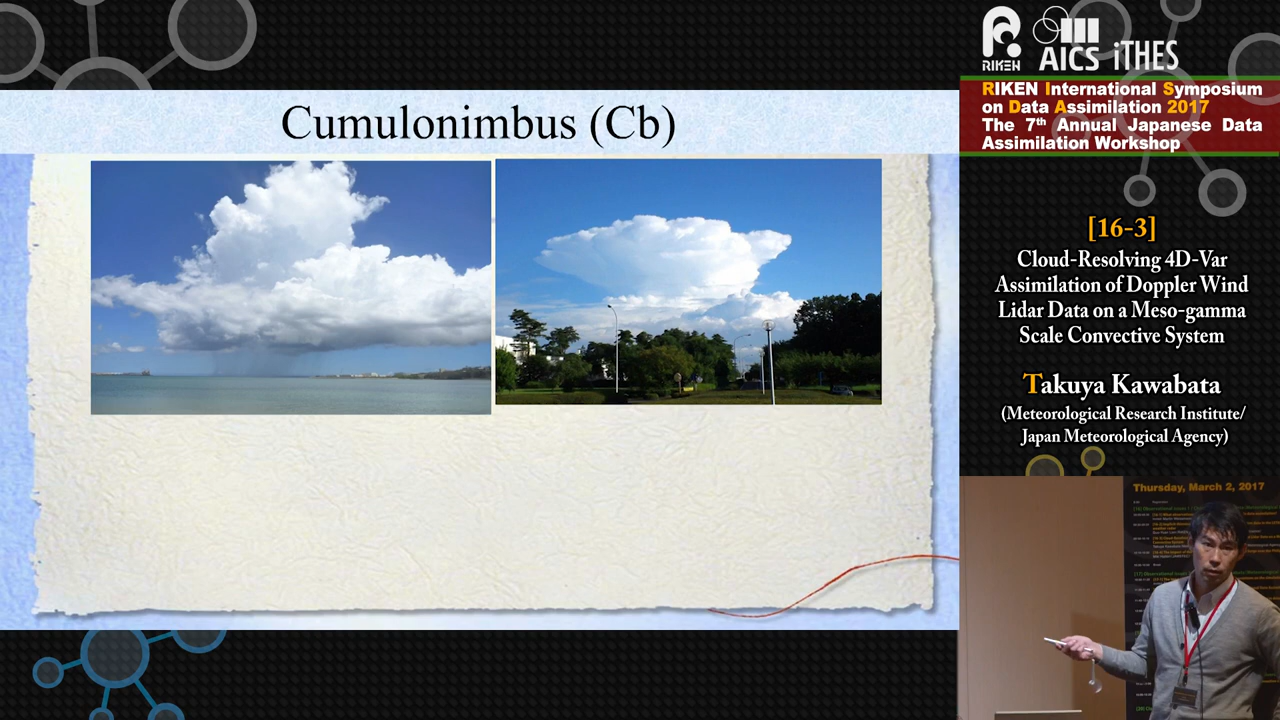 Cumulonimbus (Cb)
RIKEN
AICS iTHES
RIKEN International Symposium
on Data Assimilation 2017
The 7th Annual Japanese Data
Assimilation Workshop
[16-3]
Cloud-Resolving 4D-Var
Assimilation of Doppler Wind
Lidar Data on a Meso-gamma
Scale Convective System
Takuya Kawabata
(Meteorological Research Institute/
Japan Meteorological Agency)
Thursday, March 2, 2017